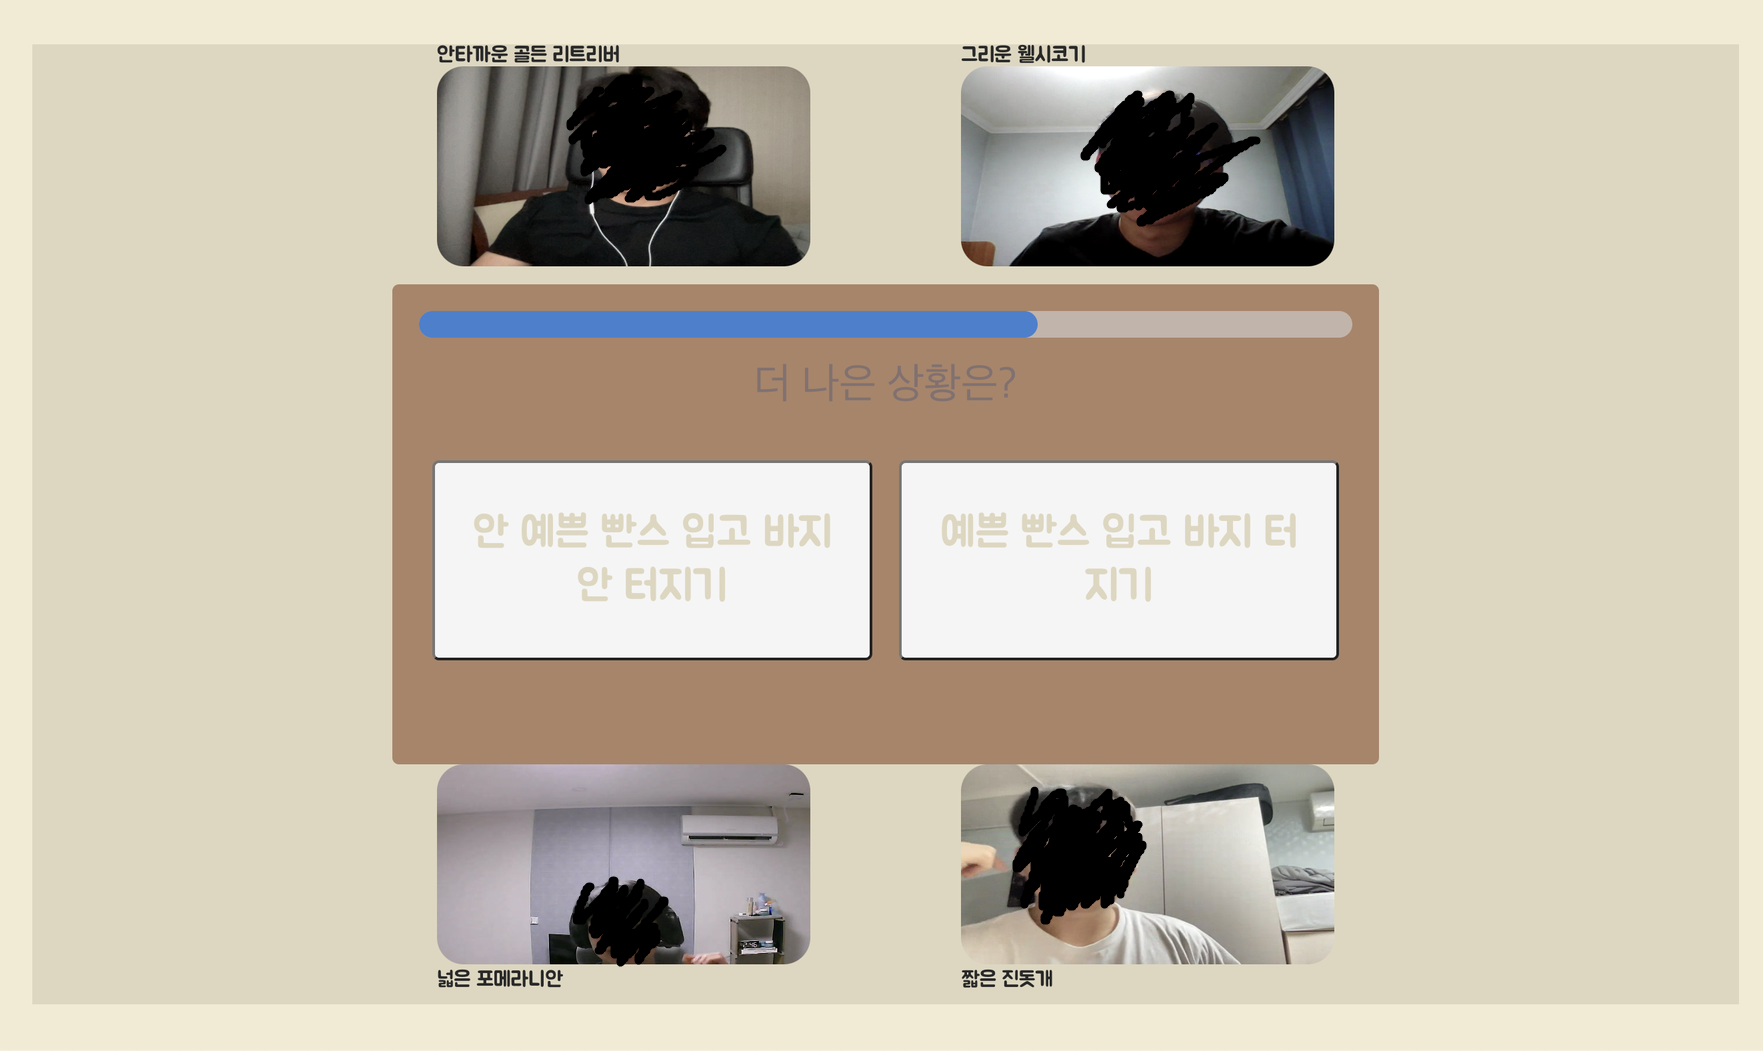 안타까운 골든 리트리버
그리운 웰시코기
더 나은 상황은?
안 예쁜 빤스 입고 바지
안 터지기
예쁜 빤스 입고 바지 터
지기
넓은 포메라니안
짧은 진돗개